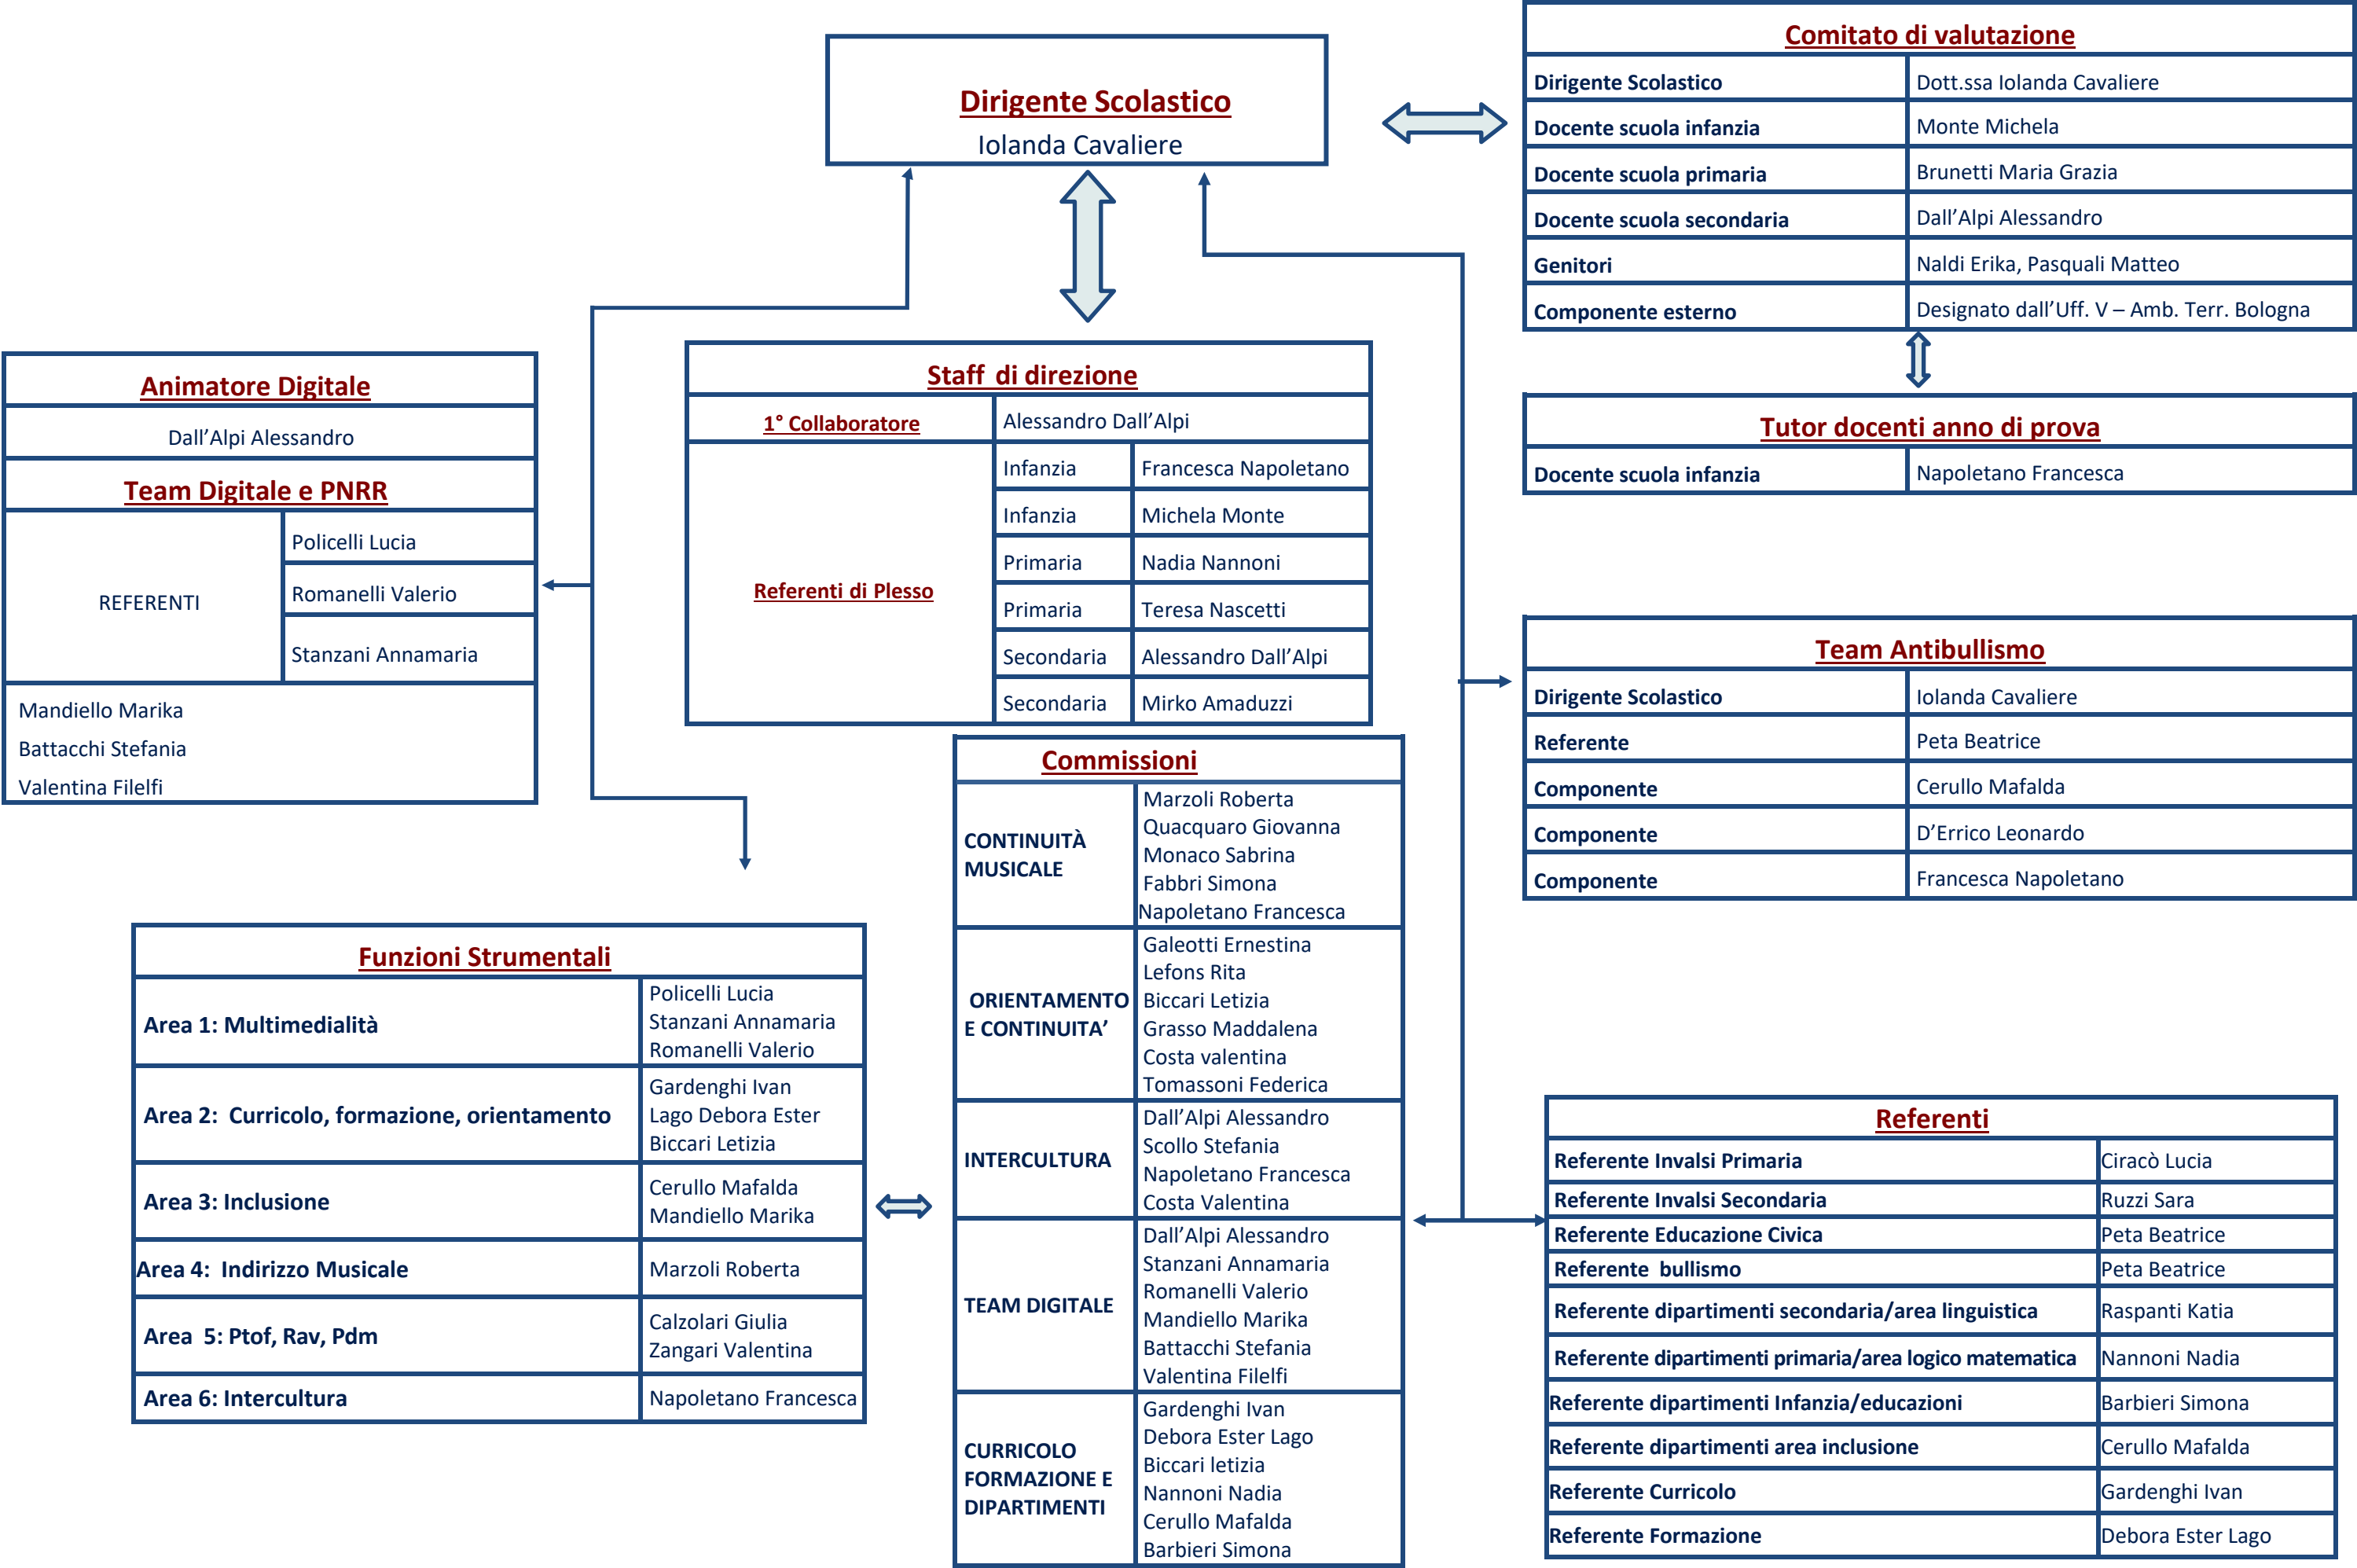 Dirigente Scolastico
Iolanda Cavaliere
Comitato di valutazione
Dirigente Scolastico Dott.ssa Iolanda Cavaliere
Docente scuola infanzia Monte Michela
Docente scuola primaria Brunetti Maria Grazia
Docente scuola secondaria Dall’Alpi Alessandro
Genitori Naldi Erika, Pasquali Matteo
Componente esterno Designato dall’Uff. V – Amb. Terr. Bologna
Tutor docenti anno di prova
Docente scuola infanzia Napoletano Francesca
Animatore Digitale
Dall’Alpi Alessandro
Team Digitale e PNRR
REFERENTI
Policelli Lucia
Romanelli Valerio
Stanzani Annamaria
Mandiello Marika
Battacchi Stefania
Valentina Filelfi
Staff di direzione
1° Collaboratore Alessandro Dall’Alpi
Referenti di Plesso
Infanzia Francesca Napoletano
Infanzia Michela Monte
Primaria Nadia Nannoni
Primaria Teresa Nascetti
Secondaria Alessandro Dall’Alpi
Secondaria Mirko Amaduzzi
Team Antibullismo
Dirigente Scolastico Iolanda Cavaliere
Referente Peta Beatrice
Componente Cerullo Mafalda
Componente D’Errico Leonardo
Componente Francesca Napoletano
Funzioni Strumentali
Area 1: Multimedialità
Policelli Lucia
Stanzani Annamaria
Romanelli Valerio
Area 2: Curricolo, formazione, orientamento
Gardenghi Ivan
Lago Debora Ester
Biccari Letizia
Area 3: Inclusione
Cerullo Mafalda
Mandiello Marika
Area 4: Indirizzo Musicale Marzoli Roberta
Area 5: Ptof, Rav, Pdm
Calzolari Giulia
Zangari Valentina
Area 6: Intercultura Napoletano Francesca
Commissioni
CONTINUITÀ
MUSICALE
Marzoli Roberta
Quacquaro Giovanna
Monaco Sabrina
Fabbri Simona
Napoletano Francesca
ORIENTAMENTO
E CONTINUITA’
Galeotti Ernestina
Lefons Rita
Biccari Letizia
Grasso Maddalena
Costa valentina
Tomassoni Federica
INTERCULTURA
Dall’Alpi Alessandro
Scollo Stefania
Napoletano Francesca
Costa Valentina
TEAM DIGITALE
Dall’Alpi Alessandro
Stanzani Annamaria
Romanelli Valerio
Mandiello Marika
Battacchi Stefania
Valentina Filelfi
CURRICOLO
FORMAZIONE E
DIPARTIMENTI
Gardenghi Ivan
Debora Ester Lago
Biccari letizia
Nannoni Nadia
Cerullo Mafalda
Barbieri Simona
Referenti
Referente Invalsi Primaria Ciracò Lucia
Referente Invalsi Secondaria Ruzzi Sara
Referente Educazione Civica Peta Beatrice
Referente bullismo Peta Beatrice
Referente dipartimenti secondaria/area linguistica Raspanti Katia
Referente dipartimenti primaria/area logico matematica Nannoni Nadia
Referente dipartimenti Infanzia/educazioni Barbieri Simona
Referente dipartimenti area inclusione Cerullo Mafalda
Referente Curricolo Gardenghi Ivan
Referente Formazione Debora Ester Lago